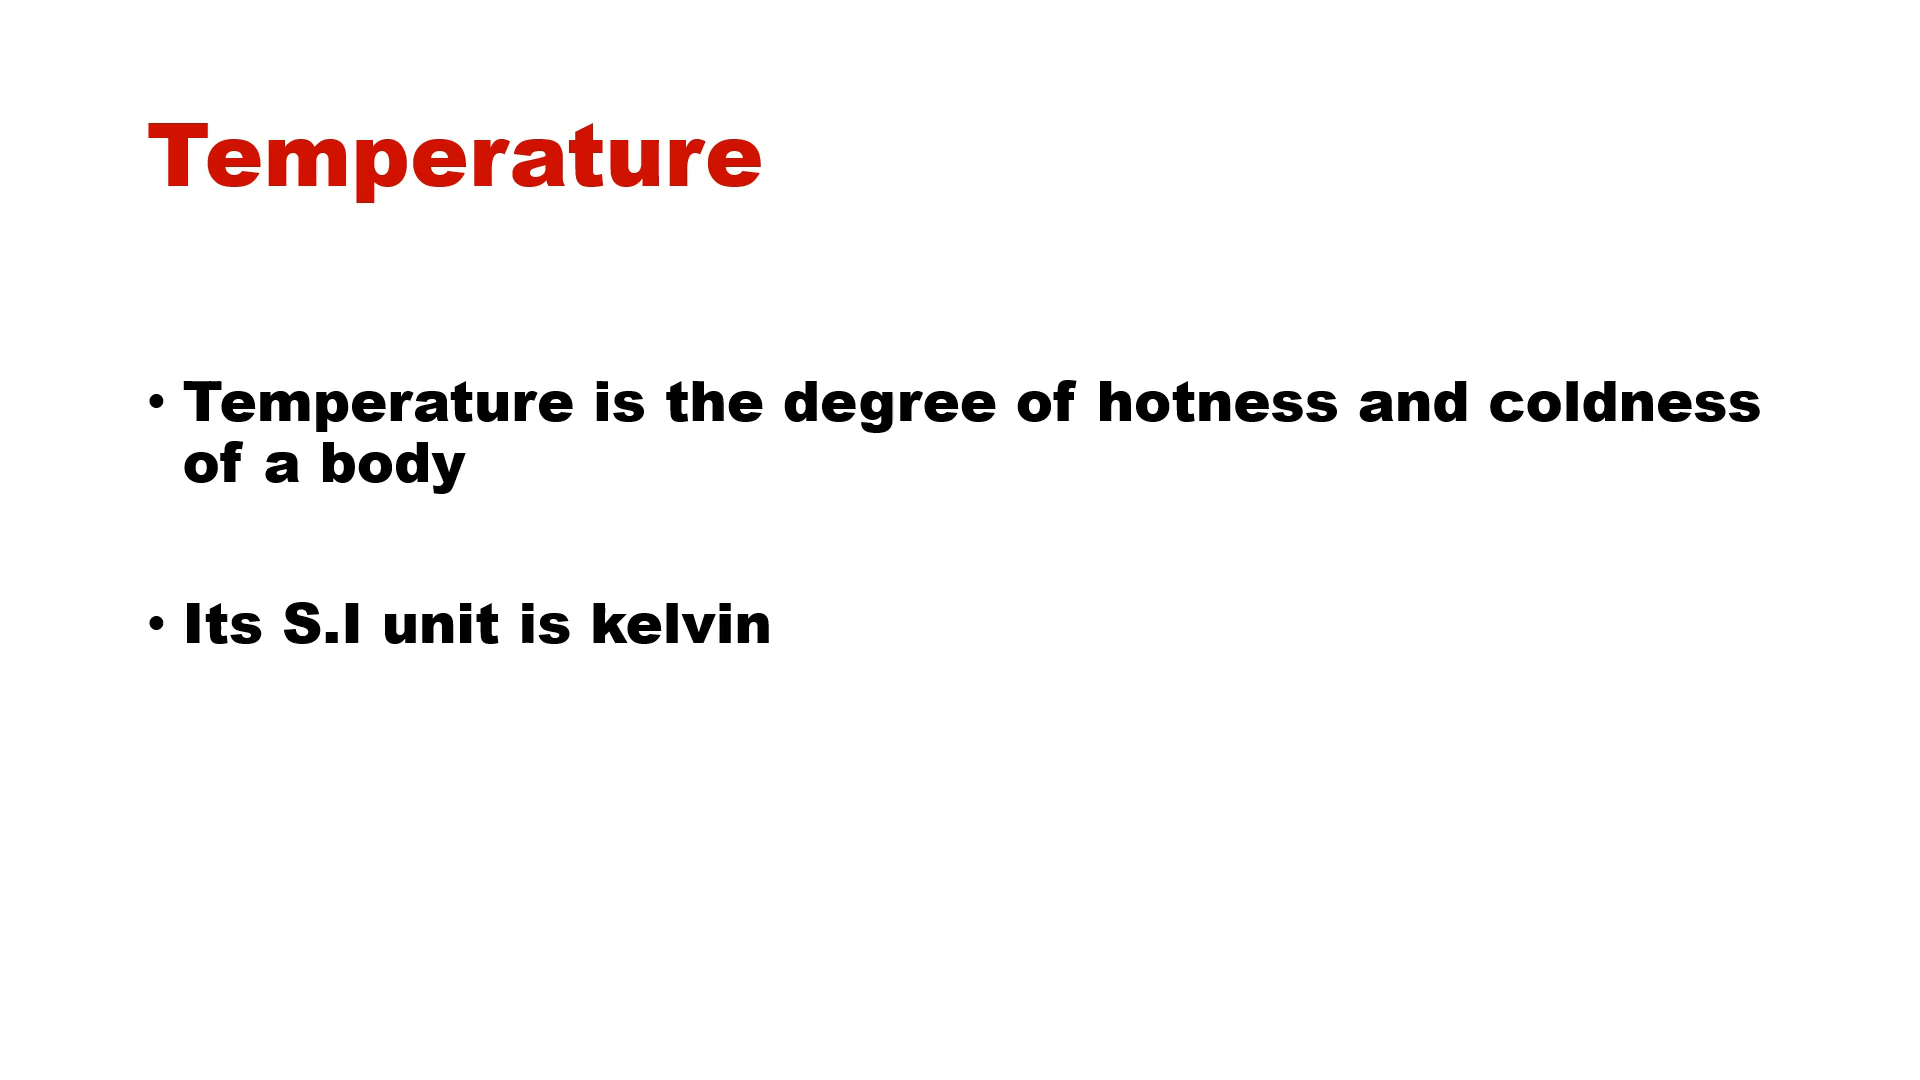 Temperature
• Temperature is the degree of hotness and coldness
of a body
• Its S.I unit is kelvin